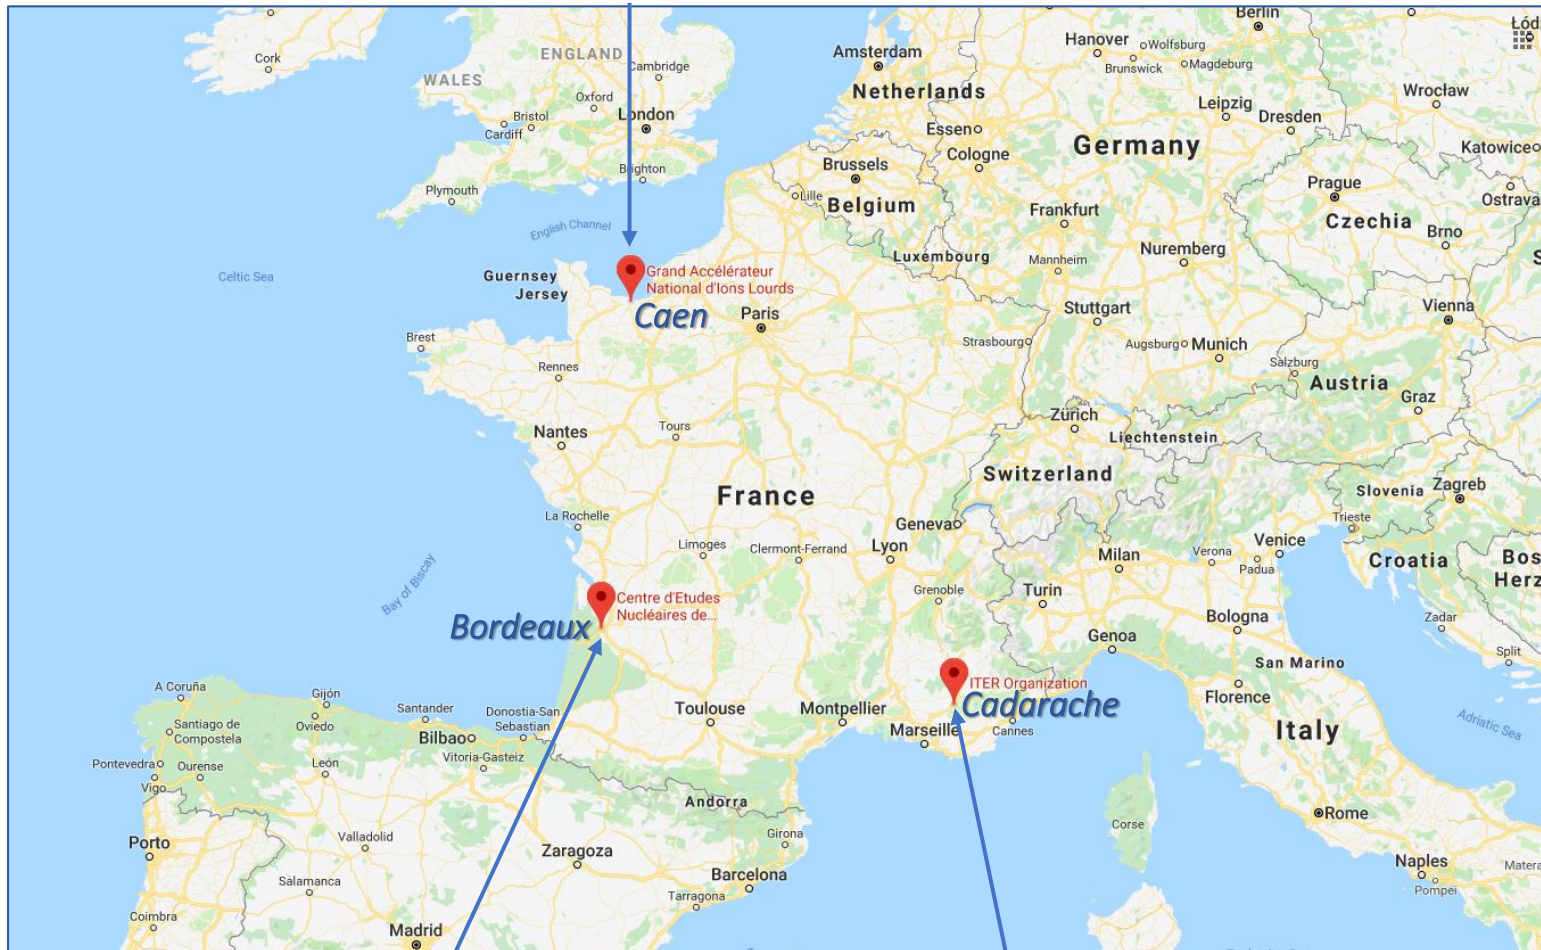 Berlin
Łódź
Cork
ENGLAND
Hanover
Wolfsburg
Amsterdam
WALES
Cambridge
Brunswick
Magdeburg
Netherlands
Wrocław
Oxford
Leipzig
Bristol
London
Dresden
Cardiff
Essen
Germany
Katowice
Cologne
Brighton
Brussels
Plymouth
Lille
Prague
Belgium
Ostrava
Frankfurt
Czechia
English Channel
Brno
Nuremberg
Luxembourg
Mannheim
Celtic Sea
Guernsey
Grand Accélérateur
National d'Ions Lourds
Jersey
Caen
Paris
Stuttgart
Vienna
Brest
Strasbourg
Augsburg
Munich
Rennes
Salzburg
Austria
Graz
Zürich
Nantes
Tours
Liechtenstein
Switzerland
France
Slovenia
Zagreb
La Rochelle
Geneva
Trieste
Limoges
Clermont-Ferrand
Lyon
Milan
Verona
Venice
Padua
Croatia
Bos
Herz
Bay of Biscay
Grenoble
Turin
Centre d'Etudes
Nucléaires de...
Bordeaux
Bologna
Zadar
Genoa
Split
San Marino
A Coruña
Gijón
ITER Organization
Florence
Cadarache
Santander
Donostia-San
Sebastian
Toulouse
Montpellier
Santiago de
Compostela
Oviedo
Bilbao
Marseille
Cannes
Italy
Adriatic Sea
Pontevedra
Ourense
León
Vitoria-Gasteiz
Vigo
Andorra
Rome
Corse
Porto
Valladolid
Girona
Zaragoza
Naples
Matera
Salamanca
Barcelona
Pompei
Tarragona
Coimbra
Madrid